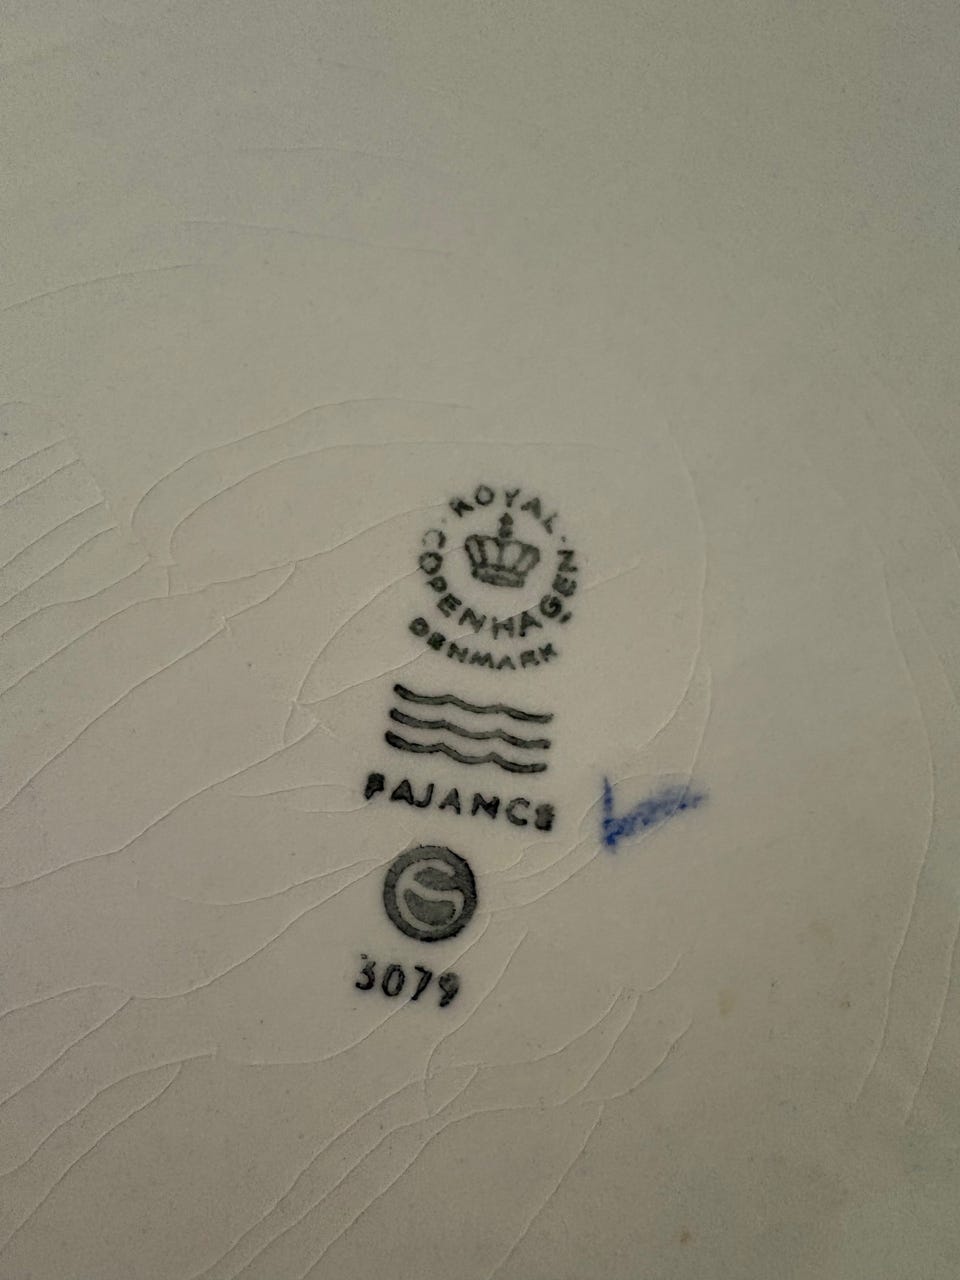 ROYAL
COPENHAGEN
DENMARK
FAJANCE
3079